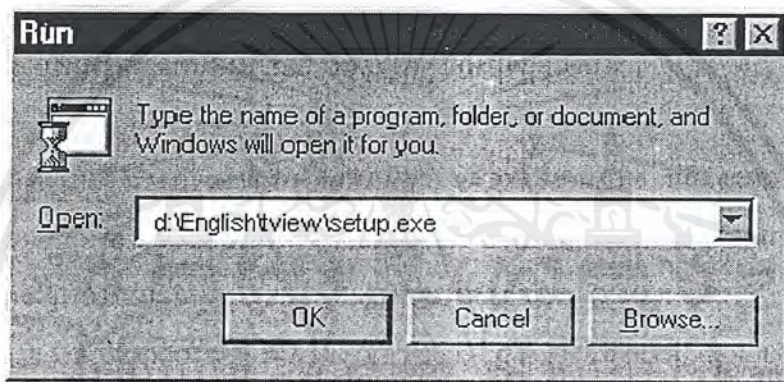 Run
Type the name of a program, folder, or document, and
Windows will open it for you.
Open: d:\English\tview\setup.exe
OK Cancel Browse...